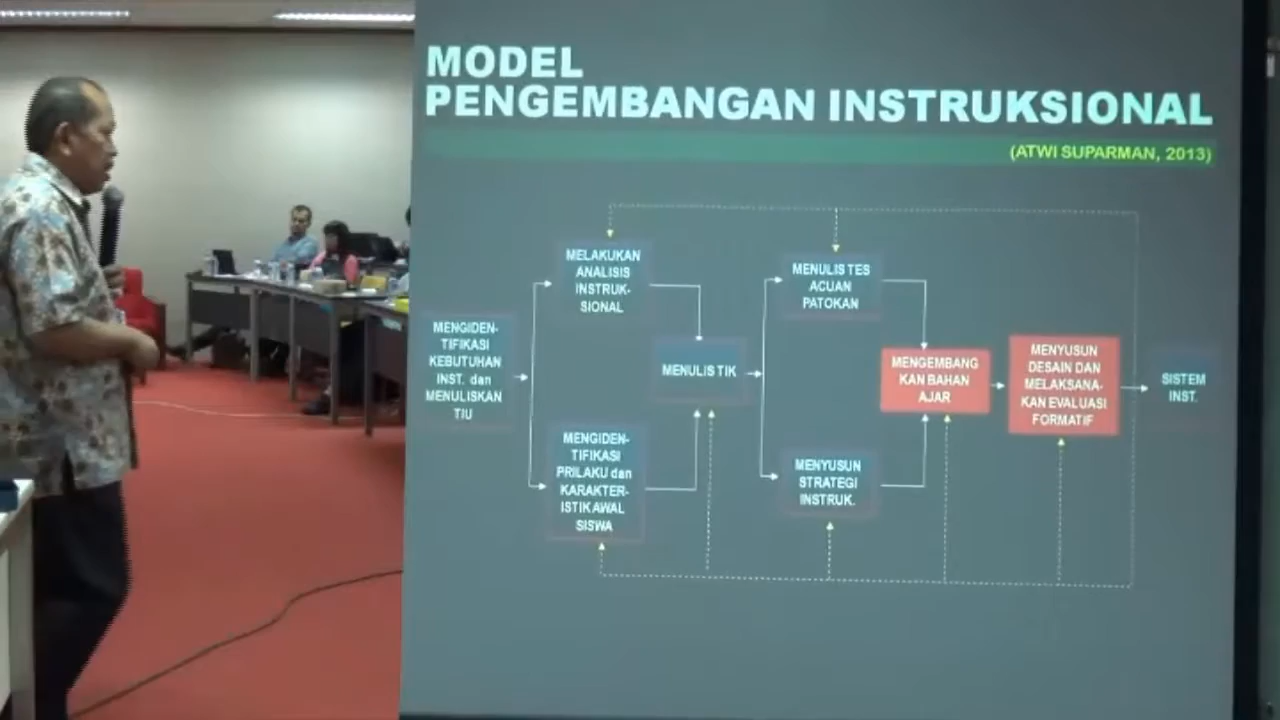 MODEL
PENGEMBANGAN INSTRUKSIONAL
(ATWI SUPARMAN, 2013)
MENGIDEN-
TIFIKASI
KEBUTUHAN
INST. dan
MENULISKAN
TIU
MELAKUKAN
ANALISIS
INSTRUK-
SIONAL
MENGIDEN-
TIFIKASI
PRILAKU dan
KARAKTER-
ISTIK AWAL
SISWA
MENULIS TIK
MENULIS TES
ACUAN
PATOKAN
MENYUSUN
STRATEGI
INSTRUK.
MENGEMBANG
KAN BAHAN
AJAR
MENYUSUN
DESAIN DAN
MELAKSANA-
KAN EVALUASI
FORMATIF
SISTEM
INST.